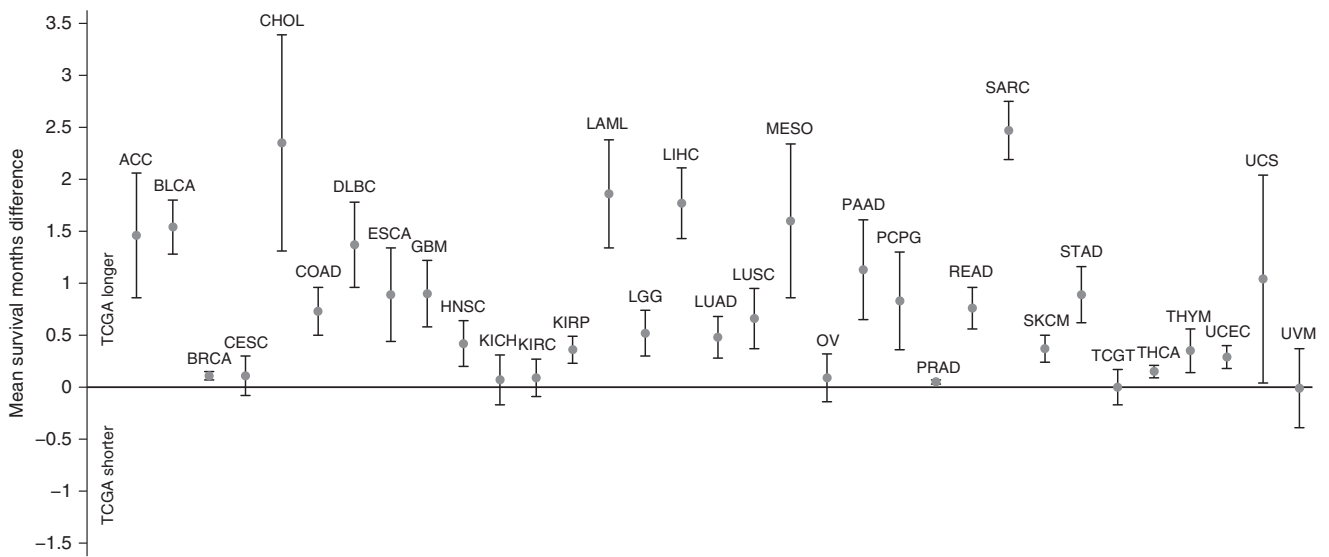 Mean survival months difference
TCGA longer
TCGA shorter
3.5
3
2.5
2
1.5
1
0.5
0
−0.5
−1
−1.5
ACC
BLCA
BRCA
CESC
CHOL
COAD
DLBC
ESCA
GBM
HNSC
KICH
KIRC
KIRP
LAML
LGG
LIHC
LUAD
LUSC
MESO
OV
PAAD
PCPG
PRAD
READ
SARC
SKCM
STAD
TCGT
THCA
THYM
UCEC
UCS
UVM